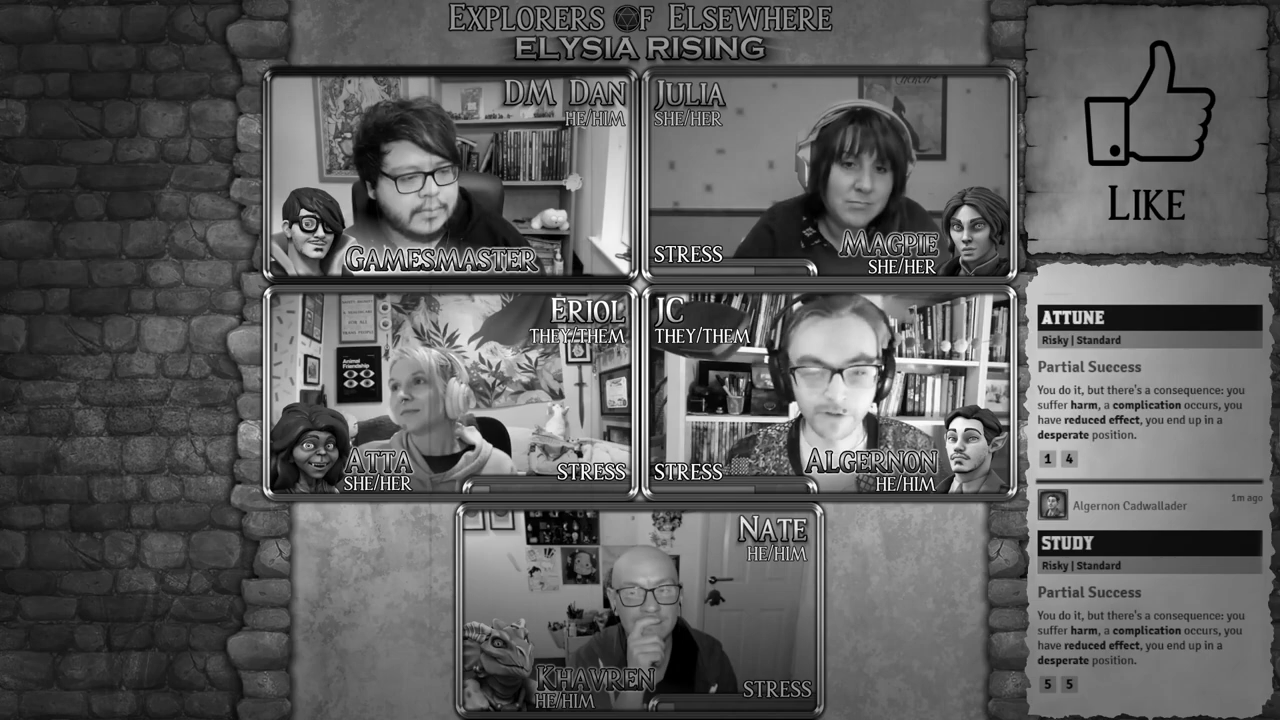 EXPLORERS OF ELSEWHERE
ELYSIA RISING
DM DAN
HE/HIM
GAMESMASTER
JULIA
SHE/HER
STRESS
MAGPIE
SHE/HER
ERIOL
THEY/THEM
Animal
Friendship
ATTA
SHE/HER
STRESS
JC
THEY/THEM
STRESS
ALGERNON
HE/HIM
NATE
HE/HIM
KHAVREN
HE/HIM
STRESS
LIKE
ATTUNE
Risky | Standard
Partial Success
You do it, but there's a consequence: you
suffer harm, a complication occurs, you
have reduced effect, you end up in a
desperate position.
1 4
Algernon Cadwallader
1m ago
STUDY
Risky | Standard
Partial Success
You do it, but there's a consequence: you
suffer harm, a complication occurs, you
have reduced effect, you end up in a
desperate position.
5 5